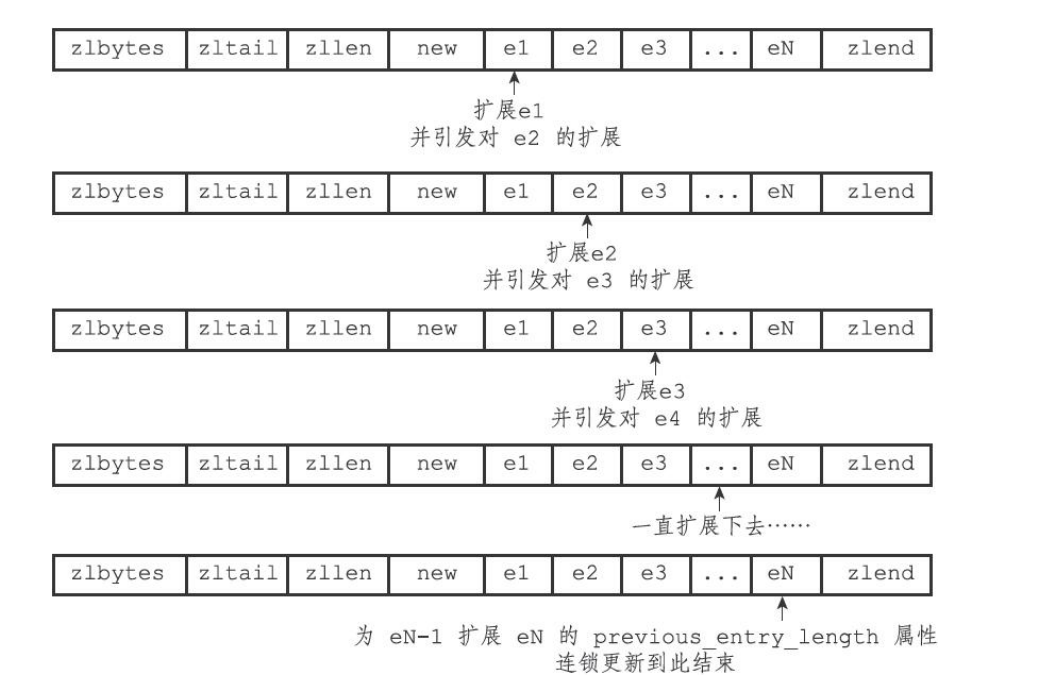 zlbytes zltail zllen new e1 e2 e3 ... eN zlend
扩展e1
并引发对 e2 的扩展
zlbytes zltail zllen new e1 e2 e3 ... eN zlend
扩展e2
并引发对 e3 的扩展
zlbytes zltail zllen new e1 e2 e3 ... eN zlend
扩展e3
并引发对 e4 的扩展
zlbytes zltail zllen new e1 e2 e3 ... eN zlend
一直扩展下去……
zlbytes zltail zllen new e1 e2 e3 ... eN zlend
为 eN-1 扩展 eN 的 previous_entry_length 属性
连锁更新到此结束